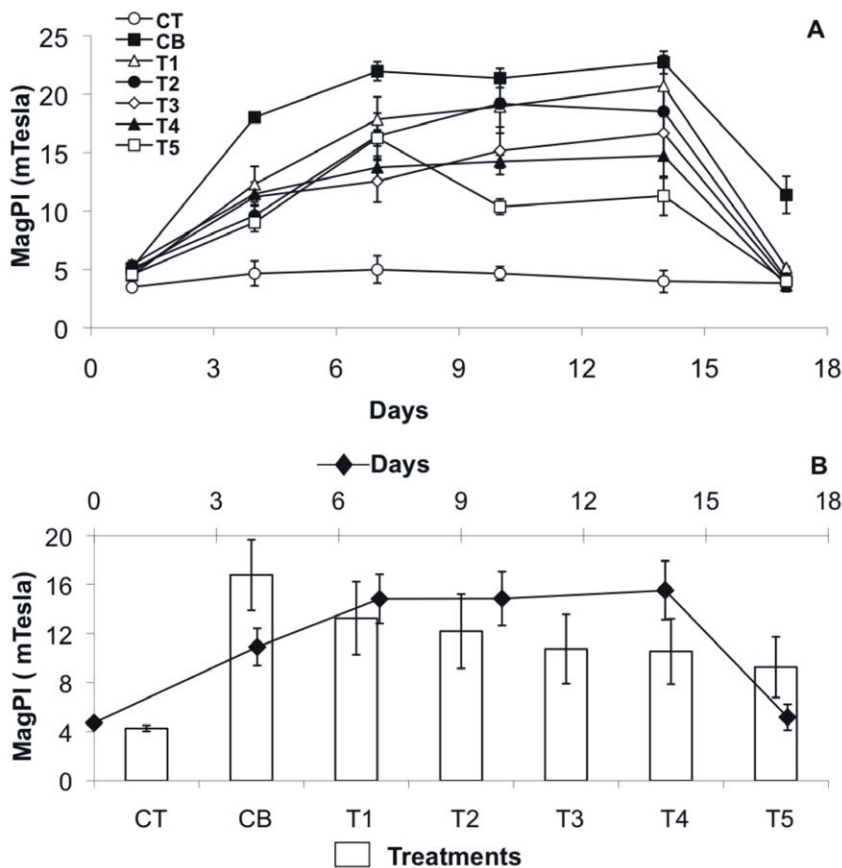 CT
CB
T1
T2
T3
T4
T5
A
25
20
15
10
5
0
MagPI (mTesla)
0 3 6 9 12 15 18
Days
Days
B
0 3 6 9 12 15 18
20
16
12
8
4
0
MagPI ( mTesla)
CT CB T1 T2 T3 T4 T5
Treatments